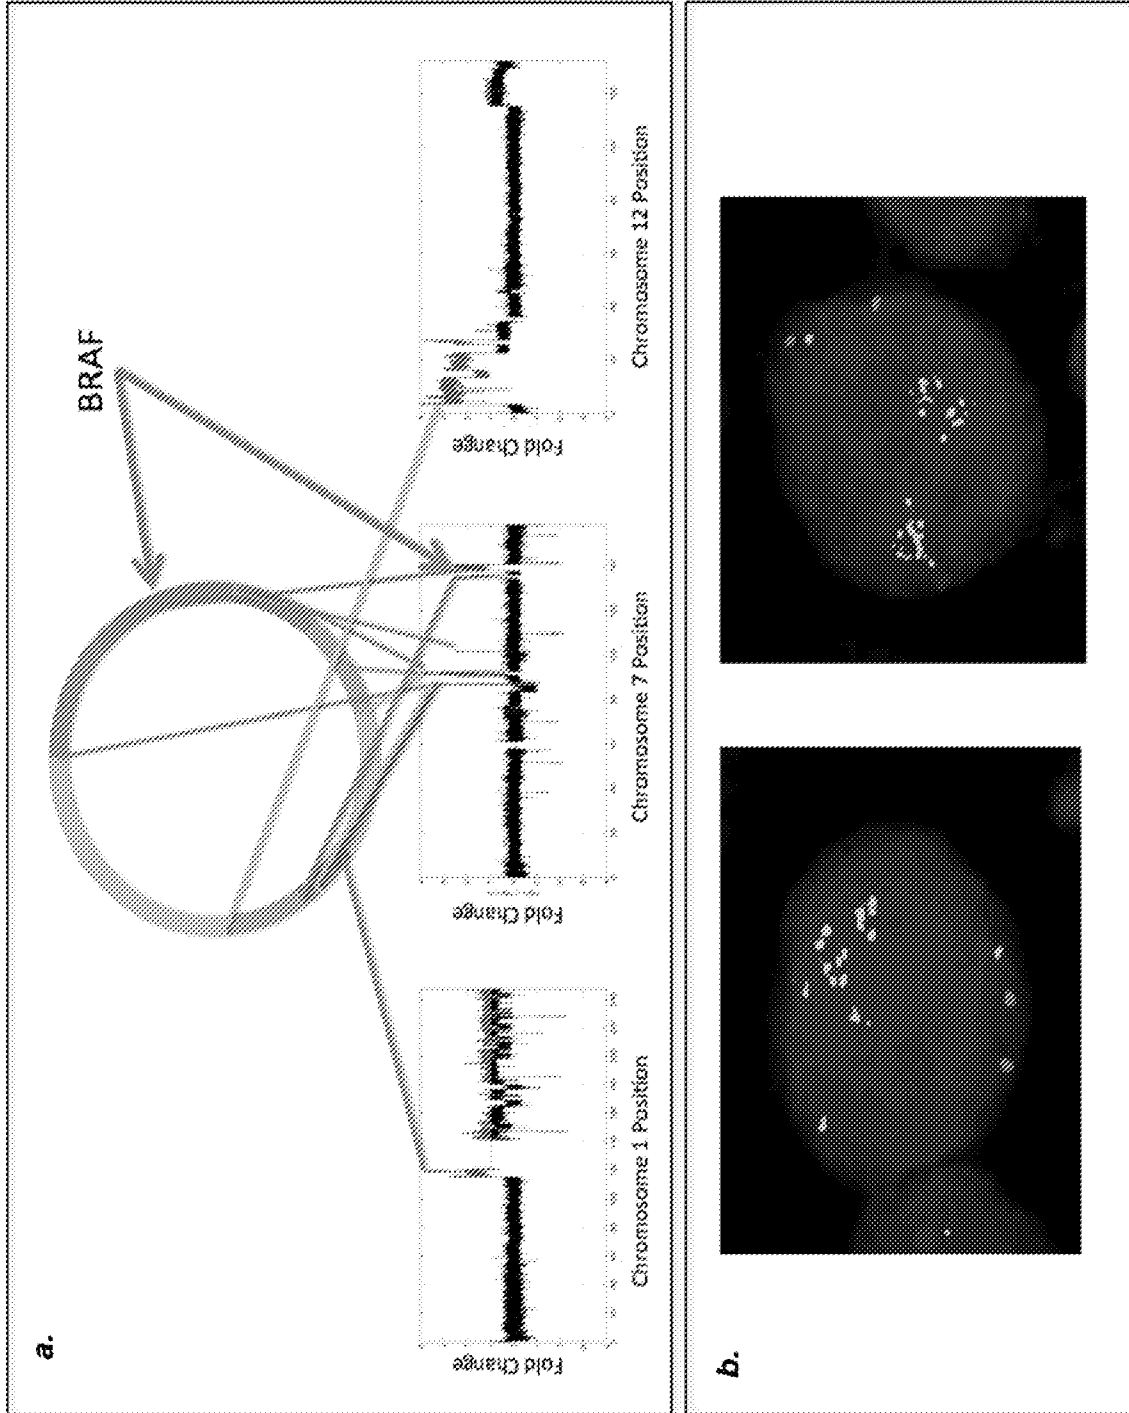 a.
BRAF
Fold Change
Chromosome 1 Position
Fold Change
Chromosome 7 Position
Fold Change
Chromosome 12 Position
b.